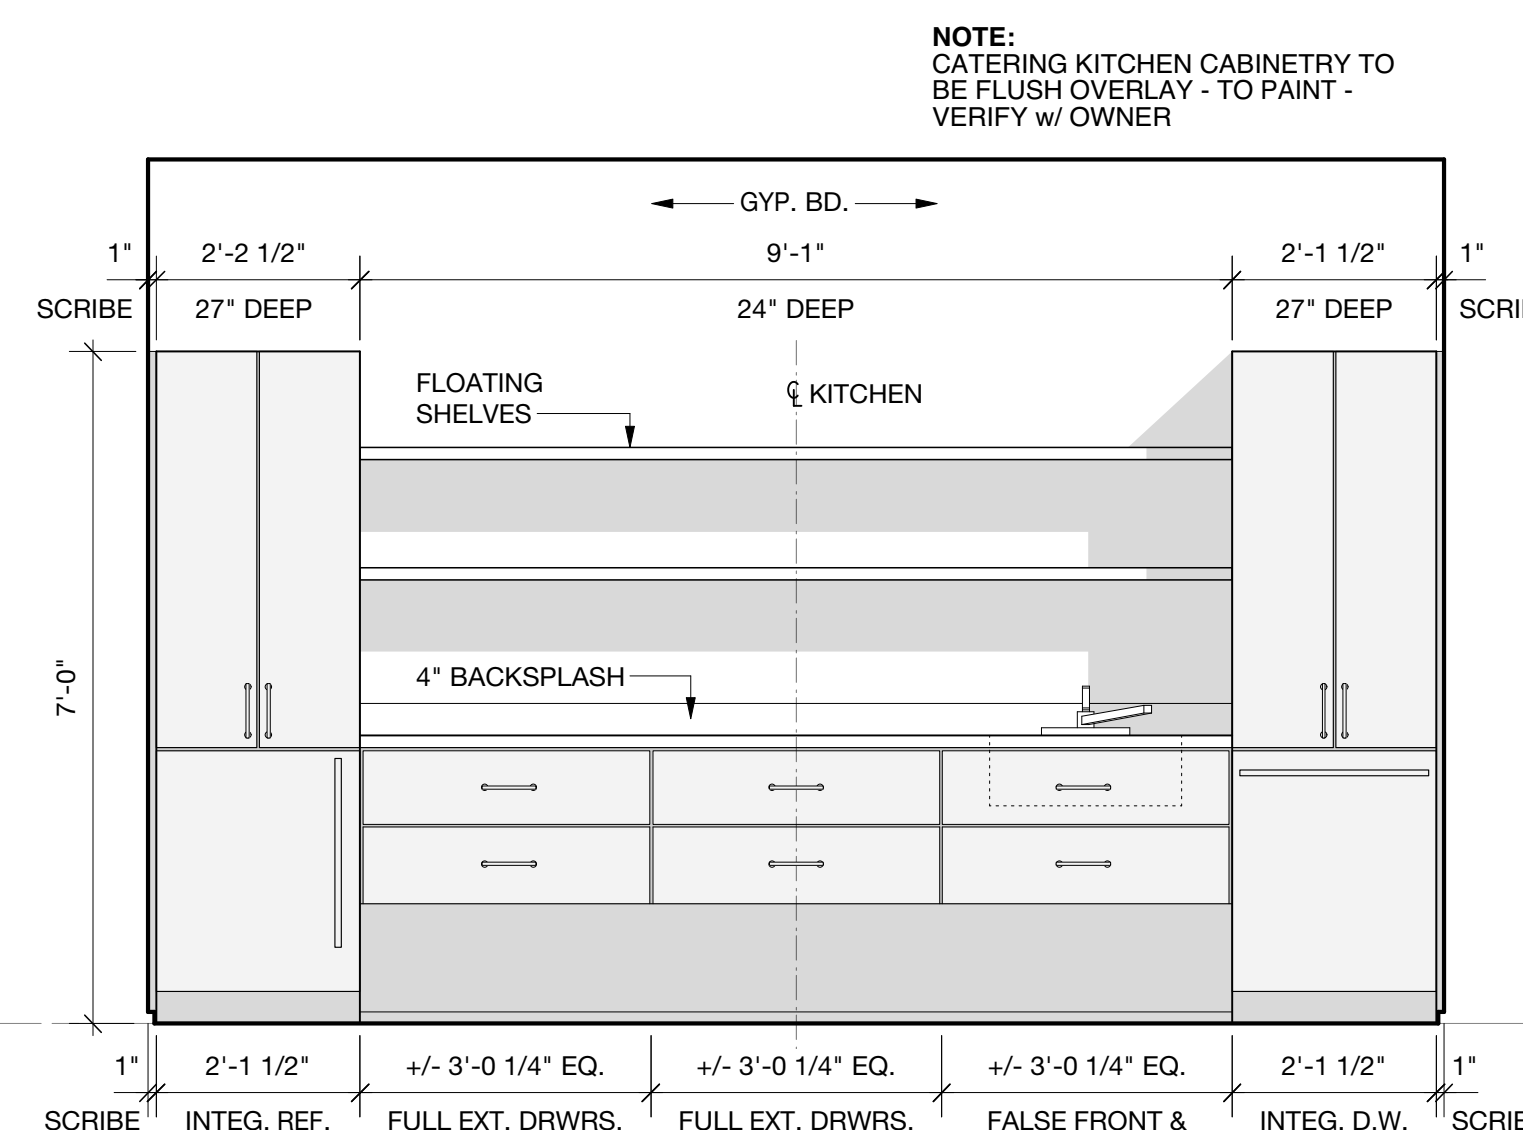 NOTE:
CATERING KITCHEN CABINETRY TO
BE FLUSH OVERLAY - TO PAINT -
VERIFY w/ OWNER
GYP. BD.
1" 2'-2 1/2" 9'-1" 2'-1 1/2" 1"
SCRIBE 27" DEEP 24" DEEP 27" DEEP SCRI
FLOATING
SHELVES
℄ KITCHEN
7'-0"
4" BACKSPLASH
1" 2'-1 1/2" +/- 3'-0 1/4" EQ. +/- 3'-0 1/4" EQ. +/- 3'-0 1/4" EQ. 2'-1 1/2" 1"
SCRIBE INTEG. REF. FULL EXT. DRWRS. FULL EXT. DRWRS. FALSE FRONT & INTEG. D.W. SCRIE